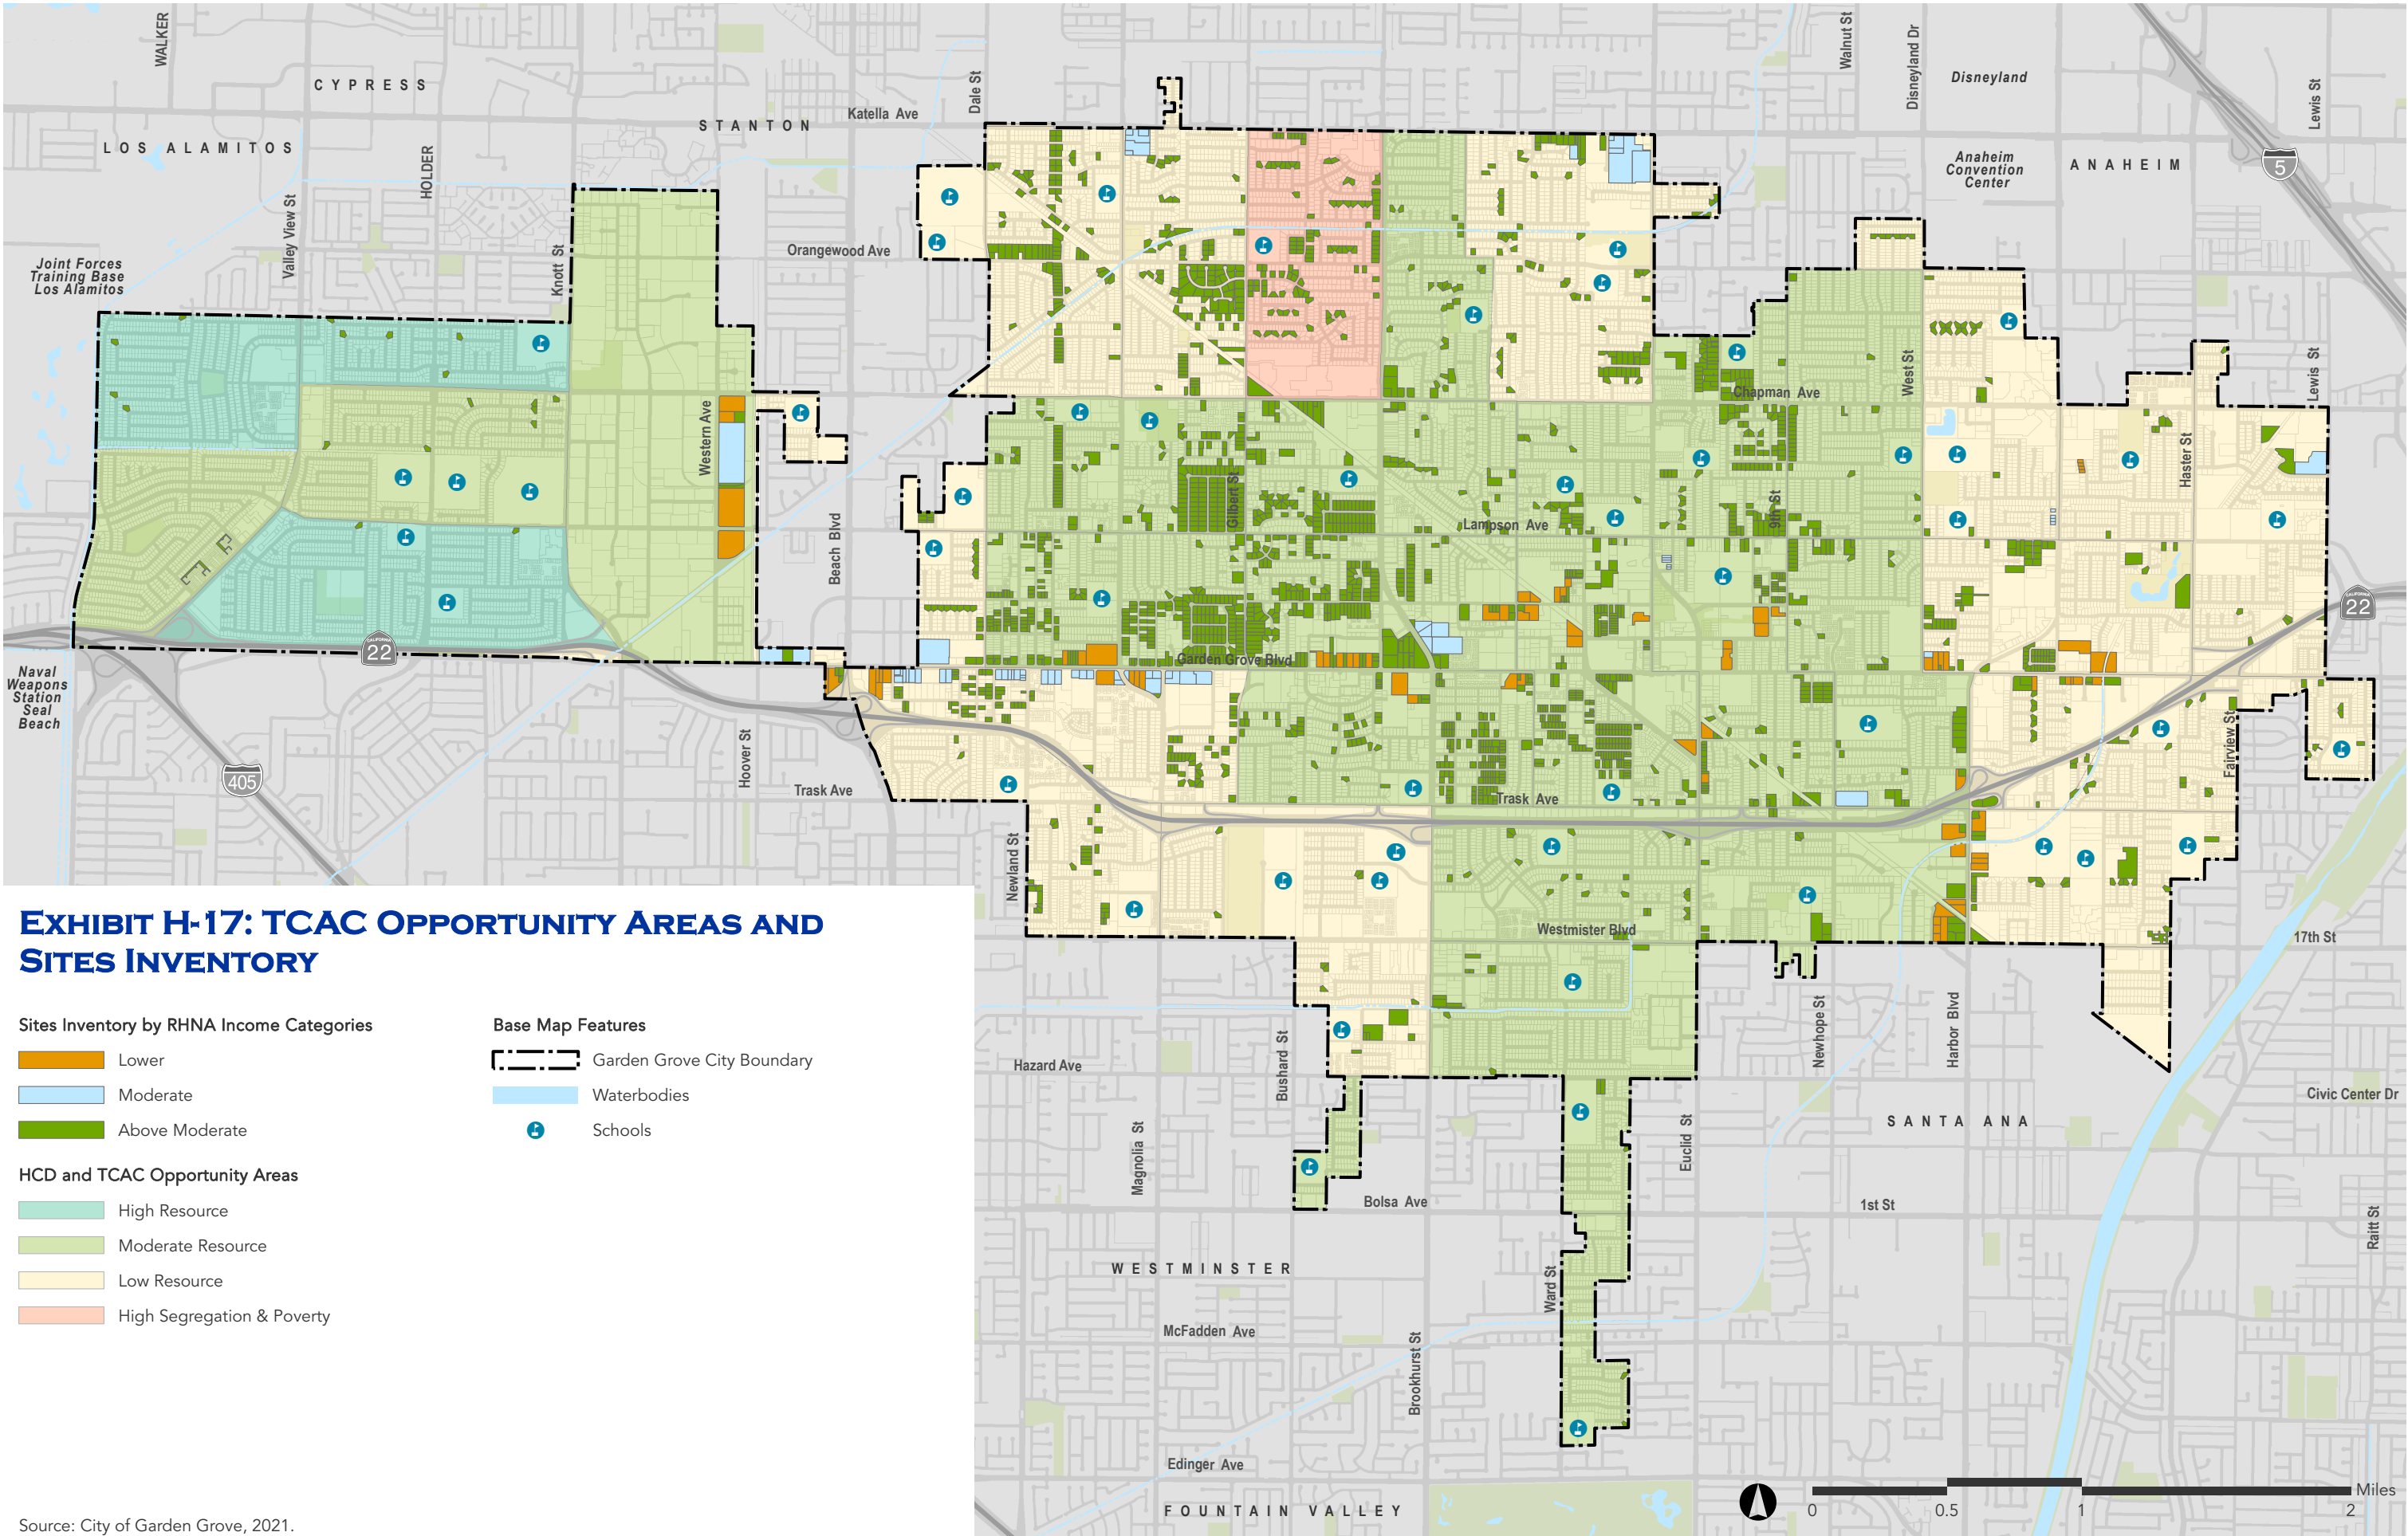 WALKER
CYPRESS
LOS ALAMITOS
HOLDER
Valley View St
Knott St
STANTON
Katella Ave
Dale St
Orangewood Ave
Walnut St
Disneyland Dr
Disneyland
Anaheim
Convention
Center
ANAHEIM
Lewis St
5
Joint Forces
Training Base
Los Alamitos
Western Ave
Beach Blvd
Chapman Ave
West St
Lewis St
Haster St
Gilbert St
Lampson Ave
9th St
22
22
Garden Grove Blvd
Naval
Weapons
Station
Seal
Beach
405
Hoover St
Trask Ave
Trask Ave
Fairview St
Newland St
Westmister Blvd
17th St
Hazard Ave
Bushard St
Magnolia St
Bolsa Ave
Euclid St
Newhope St
Harbor Blvd
SANTA ANA
Civic Center Dr
1st St
Raitt St
WESTMINSTER
Ward St
McFadden Ave
Brookhurst St
Edinger Ave
FOUNTAIN VALLEY
EXHIBIT H-17: TCAC OPPORTUNITY AREAS AND
SITES INVENTORY
Sites Inventory by RHNA Income Categories
Lower
Moderate
Above Moderate
HCD and TCAC Opportunity Areas
High Resource
Moderate Resource
Low Resource
High Segregation & Poverty
Base Map Features
Garden Grove City Boundary
Waterbodies
Schools
Source: City of Garden Grove, 2021.
0 0.5 1 2
Miles